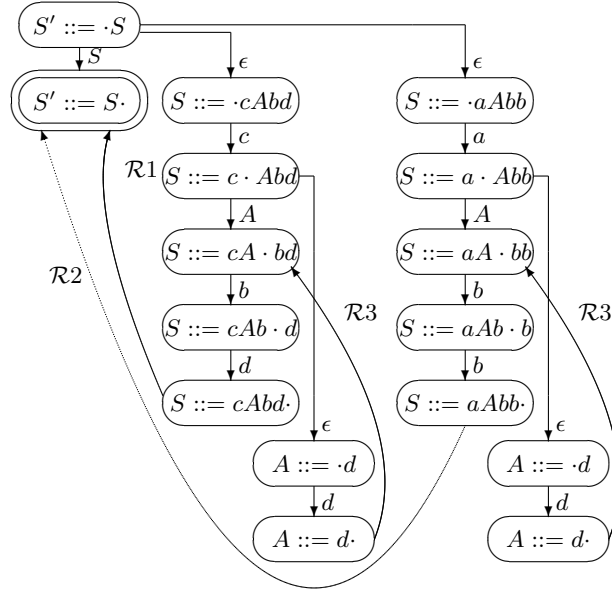 S′ ::= ·S
S
ϵ
ϵ
S′ ::= S·
S ::= ·cAbd
S ::= ·aAbb
c
a
R1
S ::= c · Abd
S ::= a · Abb
A
A
R2
S ::= cA · bd
S ::= aA · bb
b
R3
b
R3
S ::= cAb · d
S ::= aAb · b
d
b
S ::= cAbd·
S ::= aAbb·
ϵ
ϵ
A ::= ·d
A ::= ·d
d
d
A ::= d·
A ::= d·